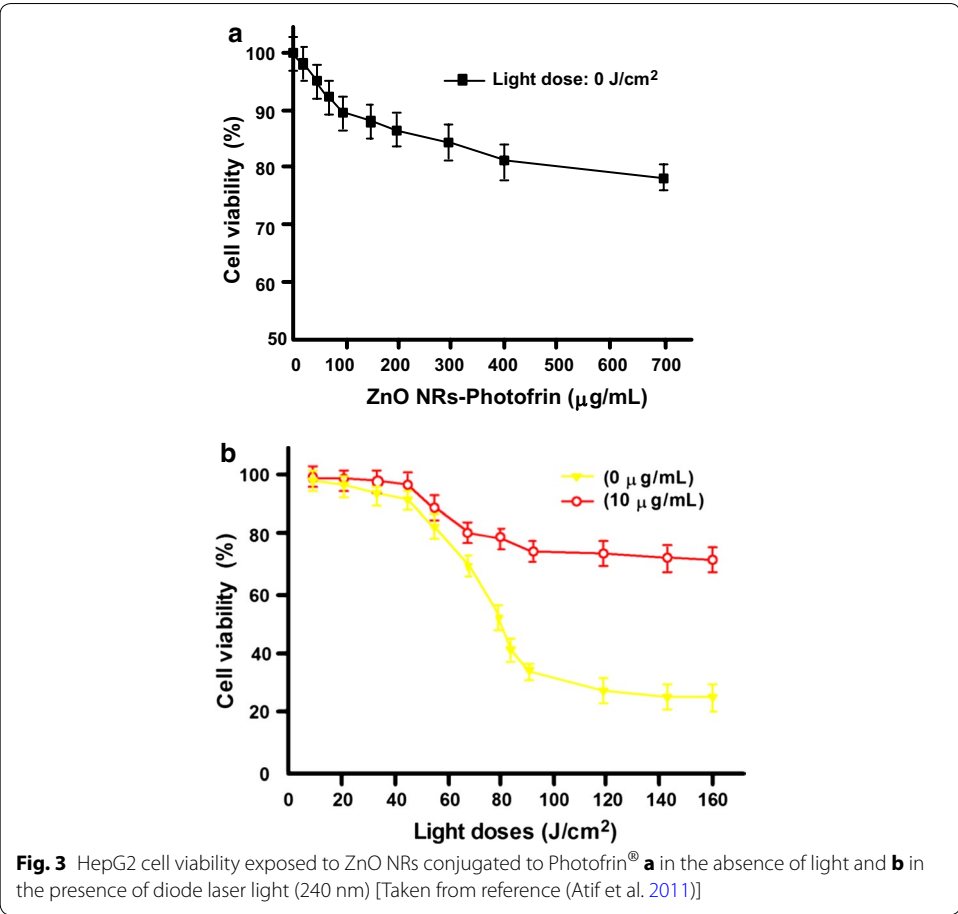 a
Light dose: 0 J/cm²
Cell viability (%)
100
90
80
70
60
50
0 100 200 300 400 500 600 700
ZnO NRs-Photofrin (μg/mL)
b
(0 μ g/mL)
(10 μ g/mL)
Cell viability (%)
100
80
60
40
20
0
0 20 40 60 80 100 120 140 160
Light doses (J/cm²)
Fig. 3 HepG2 cell viability exposed to ZnO NRs conjugated to Photofrin® a in the absence of light and b in
the presence of diode laser light (240 nm) [Taken from reference (Atif et al. 2011)]